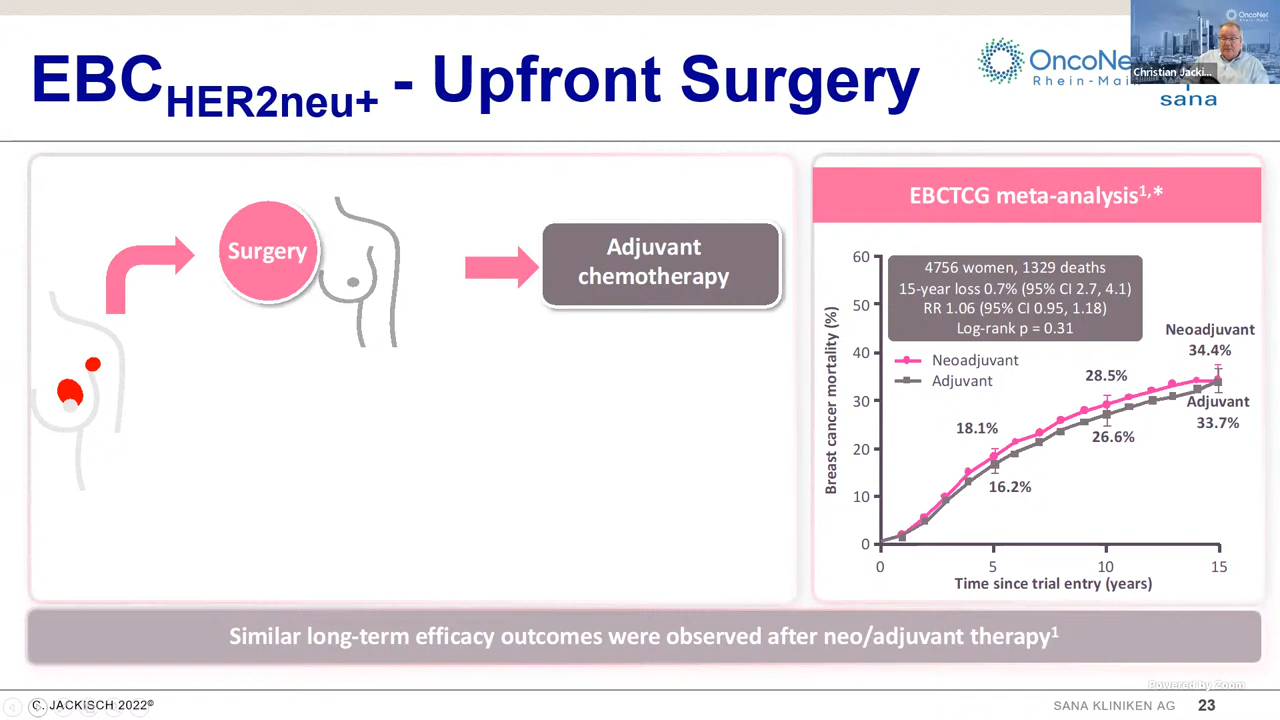 EBCHER2neu+ - Upfront Surgery
OncoNet
Rhein-Main
sana
OncoNet
Christian Jacki...
Surgery
Adjuvant
chemotherapy
EBCTCG meta-analysis1,*
4756 women, 1329 deaths
15-year loss 0.7% (95% CI 2.7, 4.1)
RR 1.06 (95% CI 0.95, 1.18)
Log-rank p = 0.31
Neoadjuvant
Adjuvant
Breast cancer mortality (%)
60
50
40
30
20
10
0
18.1%
16.2%
28.5%
26.6%
Neoadjuvant
34.4%
Adjuvant
33.7%
0 5 10 15
Time since trial entry (years)
Similar long-term efficacy outcomes were observed after neo/adjuvant therapy1
Powered by Zoom
C. JACKISCH 2022©
SANA KLINIKEN AG 23